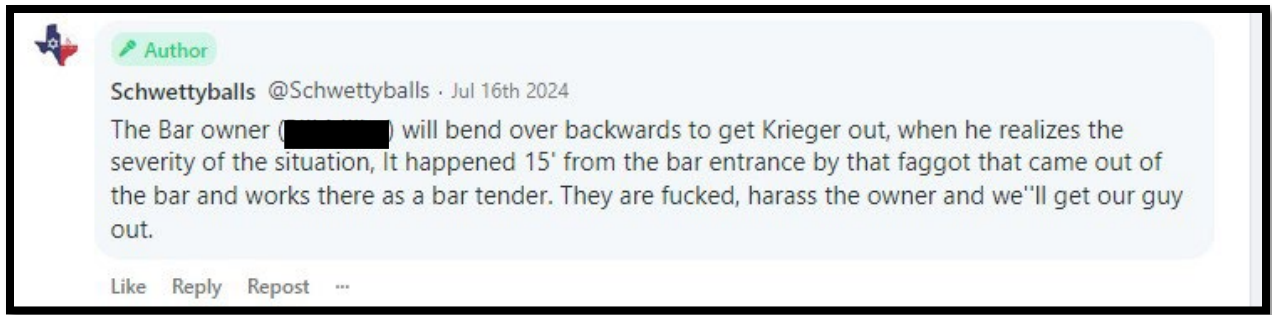 Author
Schwettyballs @Schwettyballs · Jul 16th 2024
The Bar owner () will bend over backwards to get Krieger out, when he realizes the
severity of the situation, It happened 15' from the bar entrance by that faggot that came out of
the bar and works there as a bar tender. They are fucked, harass the owner and we''ll get our guy
out.
Like Reply Repost ...